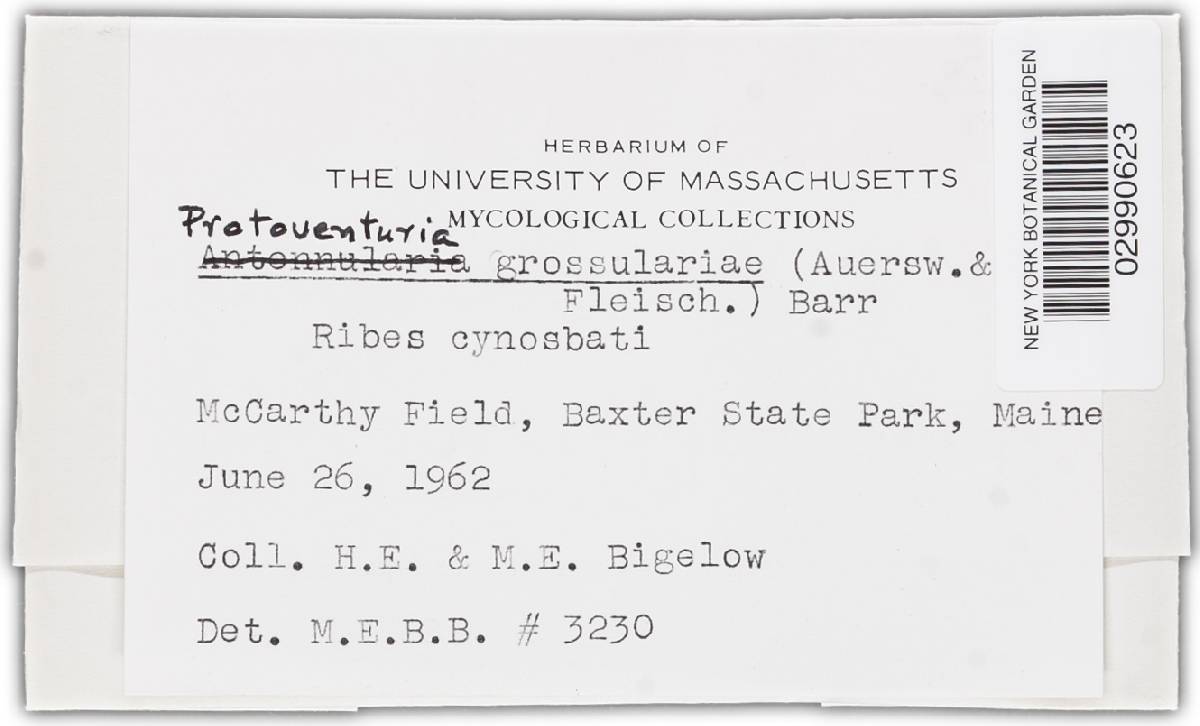 HERBARIUM OF
THE UNIVERSITY OF MASSACHUSETTS
MYCOLOGICAL COLLECTIONS
Protoventuria
Antennularia grossulariae (Auersw.&
Fleisch.) Barr
Ribes cynosbati
McCarthy Field, Baxter State Park, Maine
June 26, 1962
Coll. H.E. & M.E. Bigelow
Det. M.E.B.B. # 3230
NEW YORK BOTANICAL GARDEN
02990623